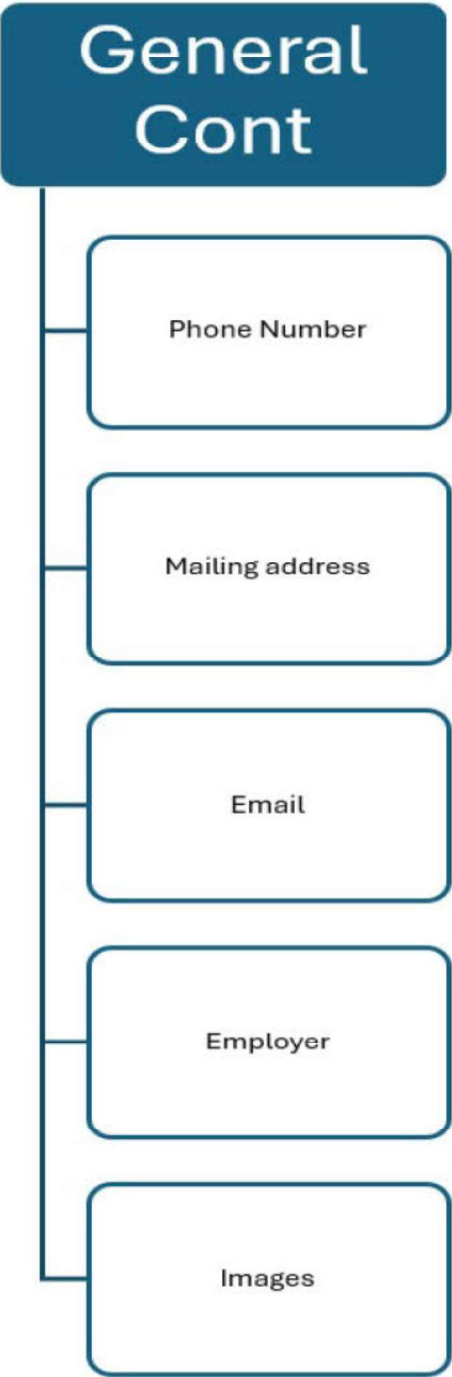 General
Cont
Phone Number
Mailing address
Email
Employer
Images